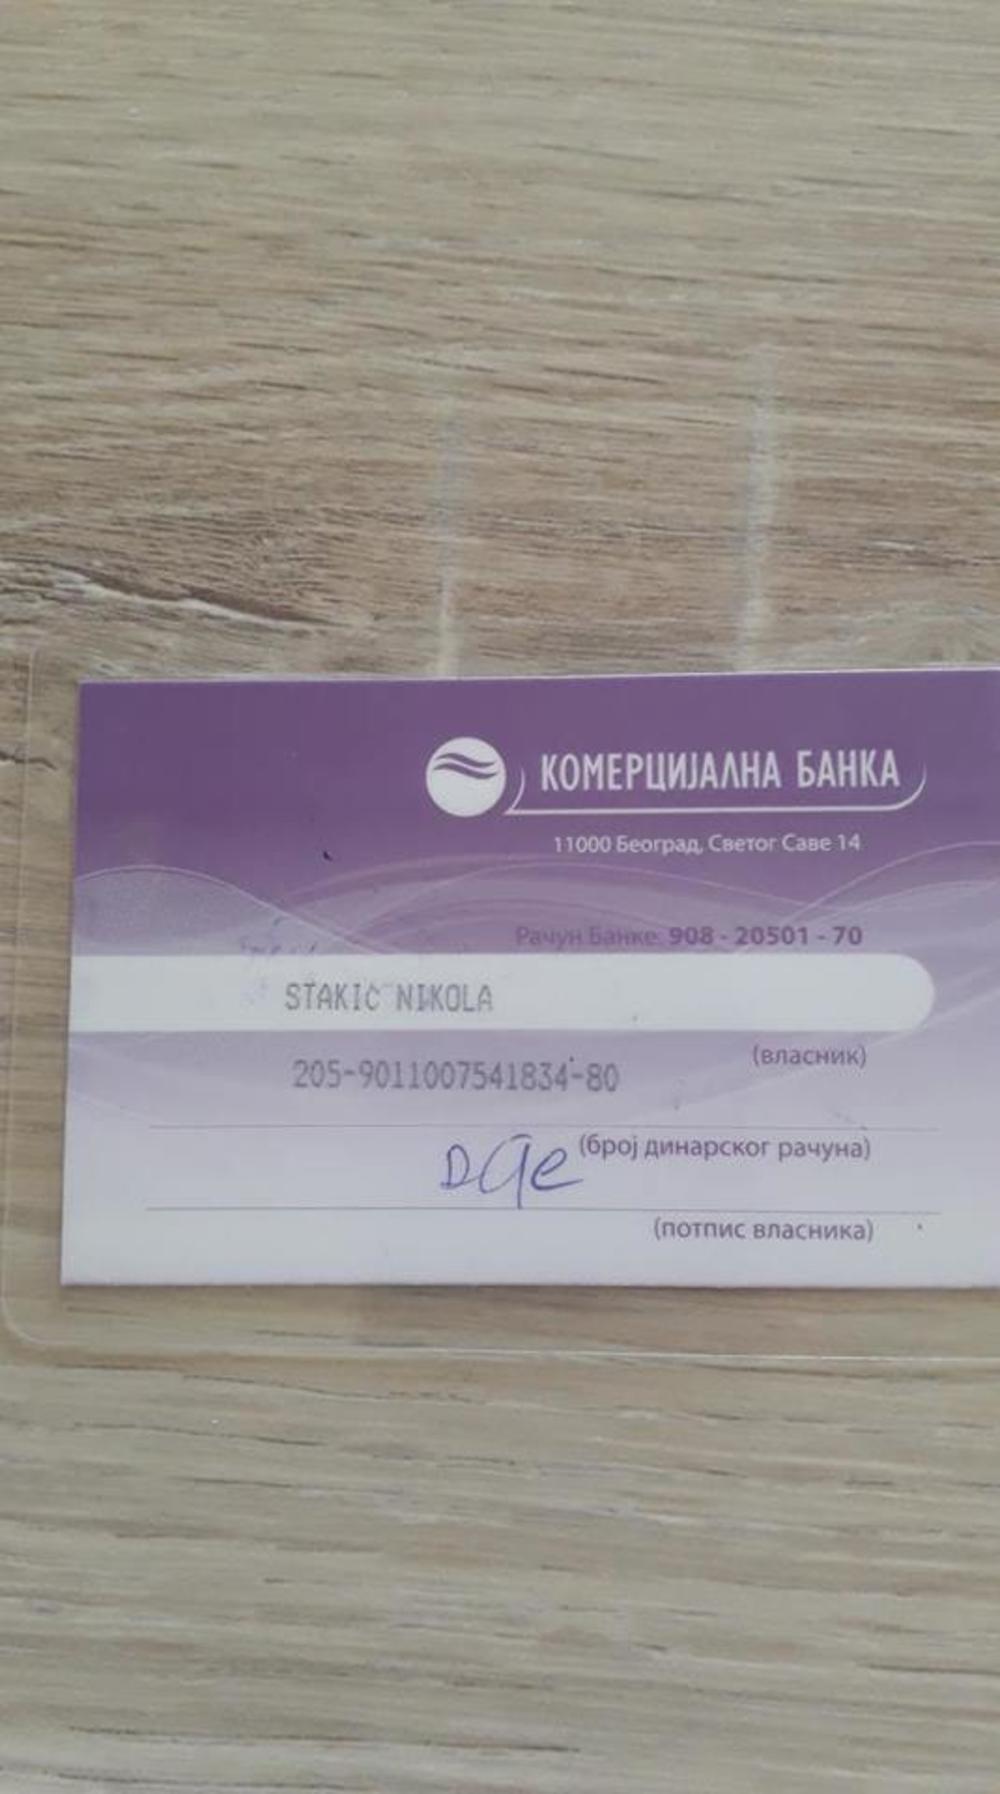 КОМЕРЦИЈАЛНА БАНКА
11000 Београд, Светог Саве 14
Рачун Банке: 908 - 20501 - 70
STAKIĆ NIKOLA
(власник)
205-9011007541834-80
(број динарског рачуна)
(потпис власника)